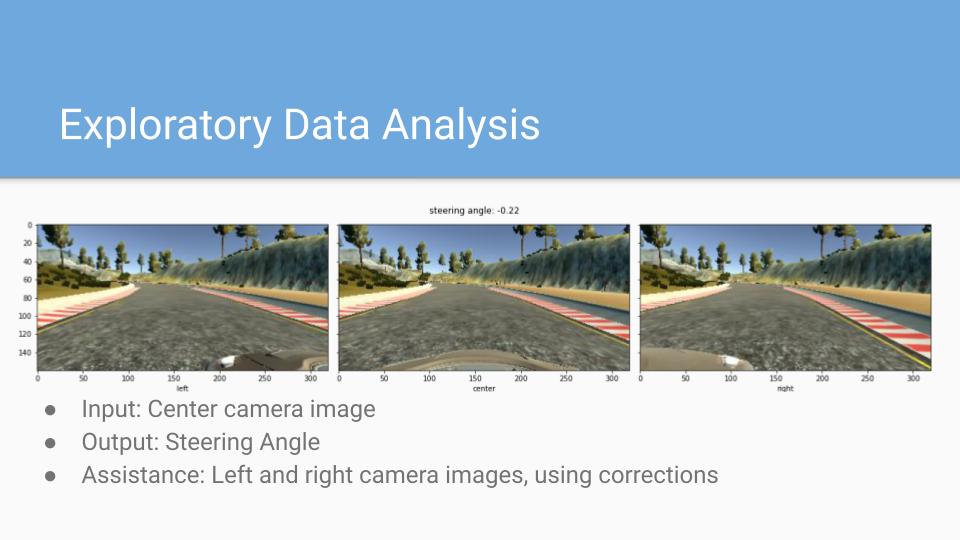 Exploratory Data Analysis
steering angle: -0.22
0
20
40
60
80
100
120
140
0 50 100 150 200 250 300
0 50 100 150 200 250 300
0 50 100 150 200 250 300
left center right
● Input: Center camera image
● Output: Steering Angle
● Assistance: Left and right camera images, using corrections